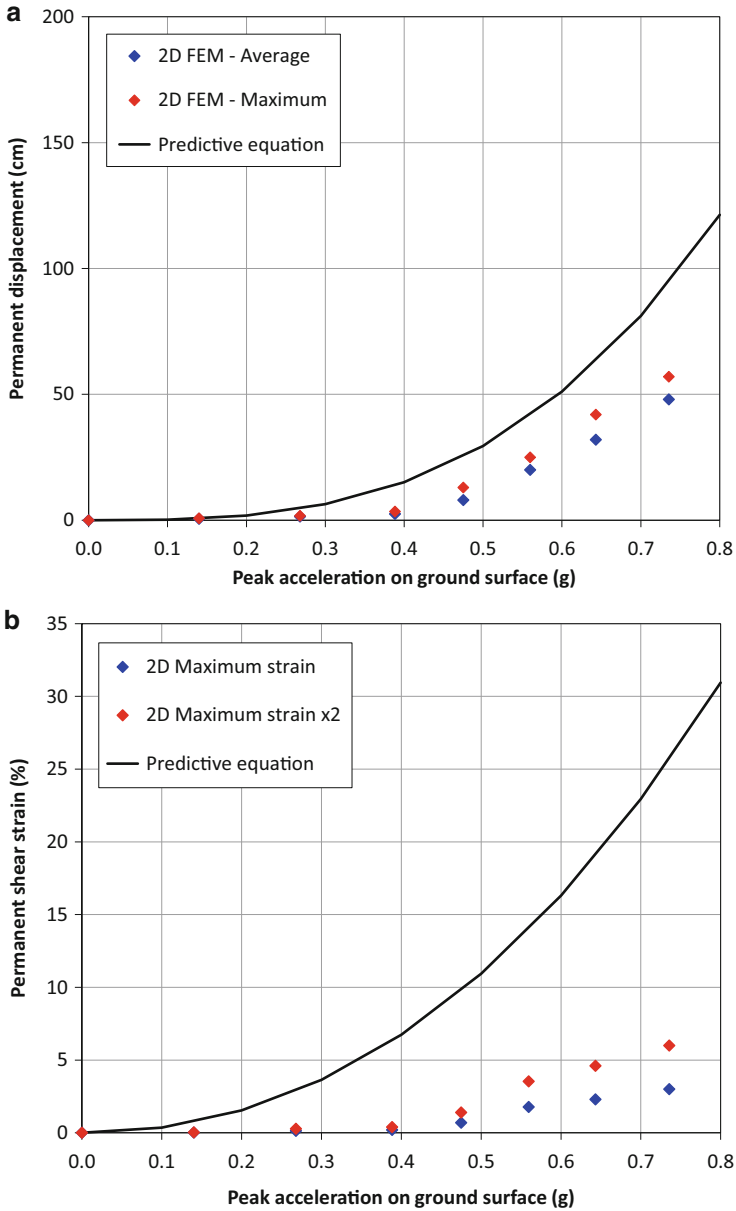 a
200
150
100
50
0
Permanent displacement (cm)
2D FEM - Average
2D FEM - Maximum
Predictive equation
0.0 0.1 0.2 0.3 0.4 0.5 0.6 0.7 0.8
Peak acceleration on ground surface (g)
b
35
30
25
20
15
10
5
0
Permanent shear strain (%)
2D Maximum strain
2D Maximum strain x2
Predictive equation
0.0 0.1 0.2 0.3 0.4 0.5 0.6 0.7 0.8
Peak acceleration on ground surface (g)